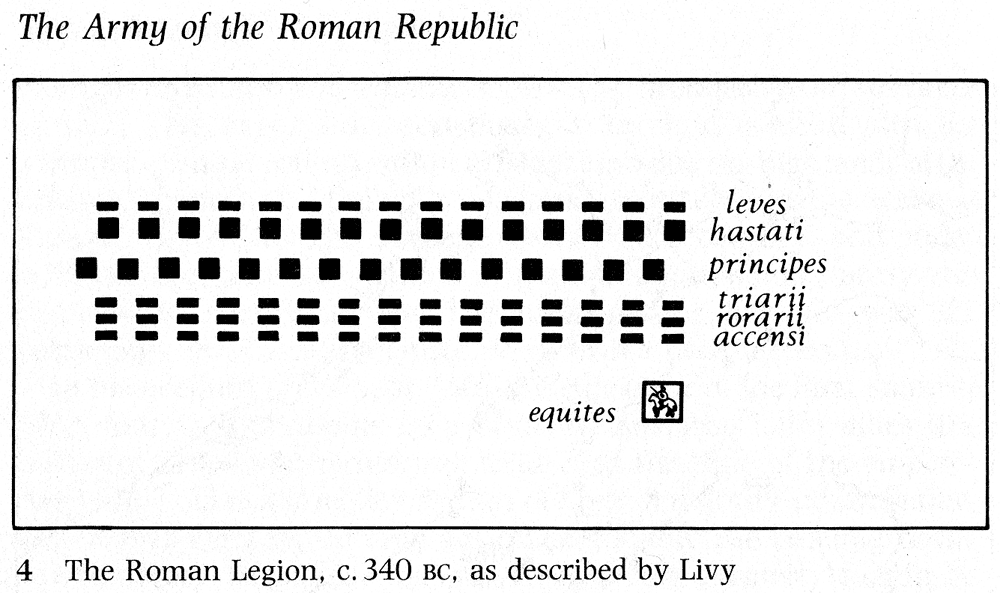 The Army of the Roman Republic
leves
hastati
principes
triarii
rorarii
accensi
equites
4 The Roman Legion, c. 340 BC, as described by Livy